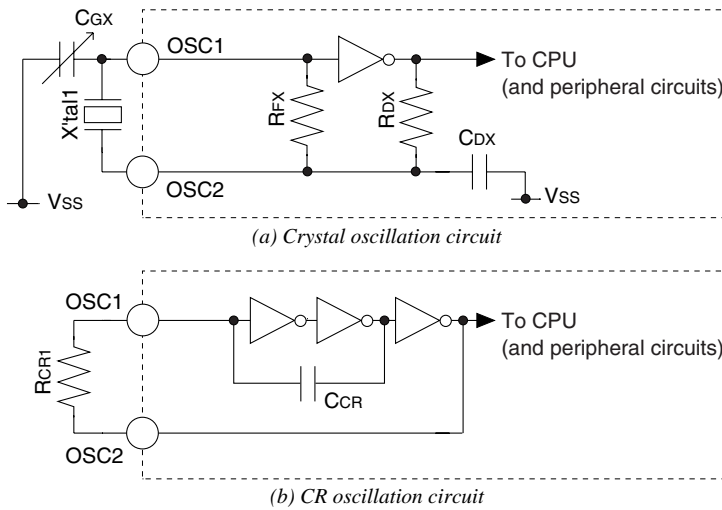 CGX
OSC1
X'tal1
RFX
RDX
To CPU
(and peripheral circuits)
CDX
OSC2
VSS
VSS
(a) Crystal oscillation circuit
OSC1
To CPU
(and peripheral circuits)
RCR1
CCR
OSC2
(b) CR oscillation circuit